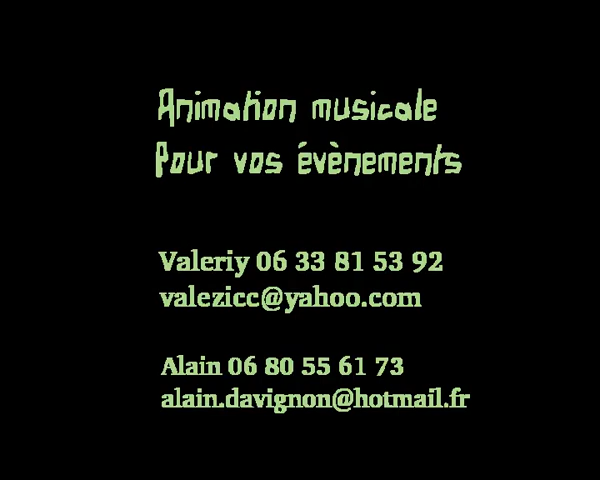 Animation musicale
Pour vos évènements
Valeriy 06 33 81 53 92
valezicc@yahoo.com
Alain 06 80 55 61 73
alain.davignon@hotmail.fr